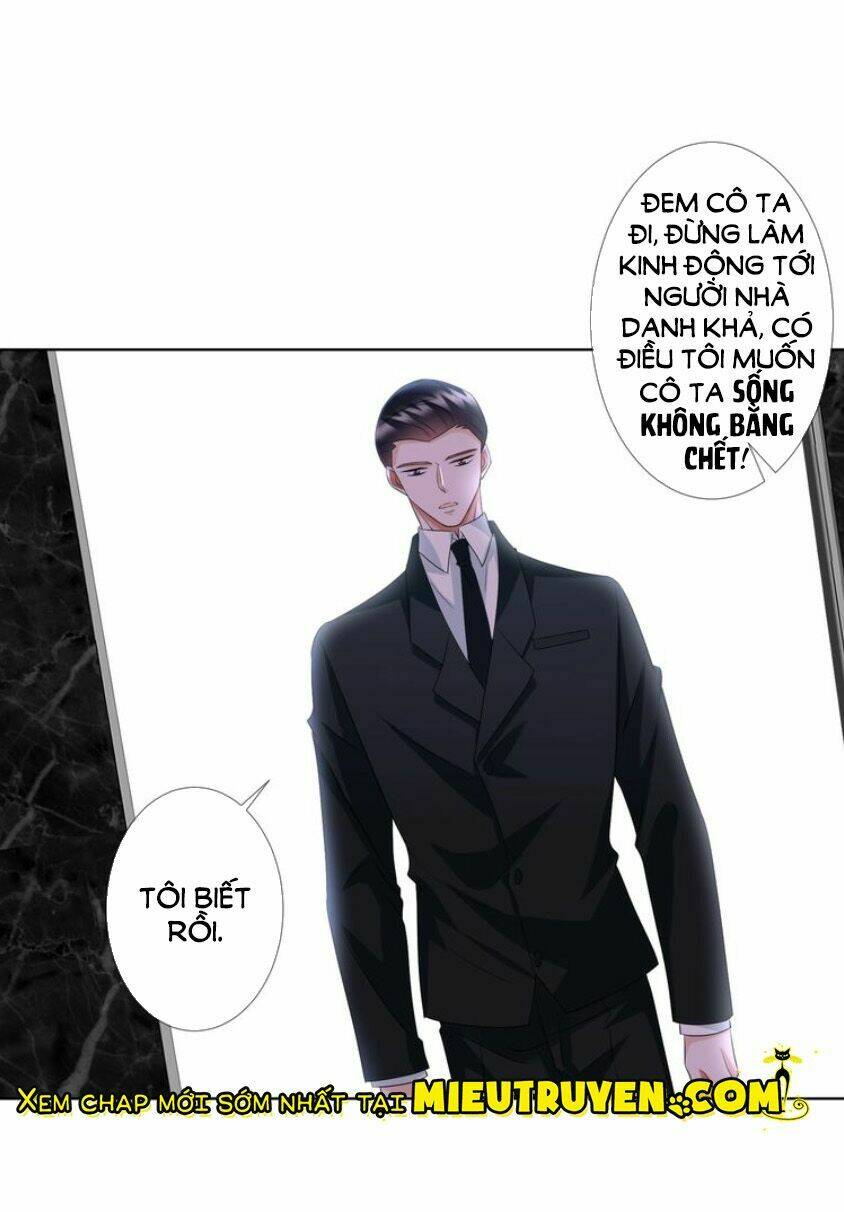 ĐEM CÔ TA
ĐI, ĐỪNG LÀM
KINH ĐỘNG TỚI
NGƯỜI NHÀ
DANH KHẢ, CÓ
ĐIỀU TÔI MUỐN
CÔ TA SỐNG
KHÔNG BẰNG
CHẾT!
TÔI BIẾT
RỒI.
XEM CHAP MỚI SỚM NHẤT TẠI MIEUTRUYEN.COM